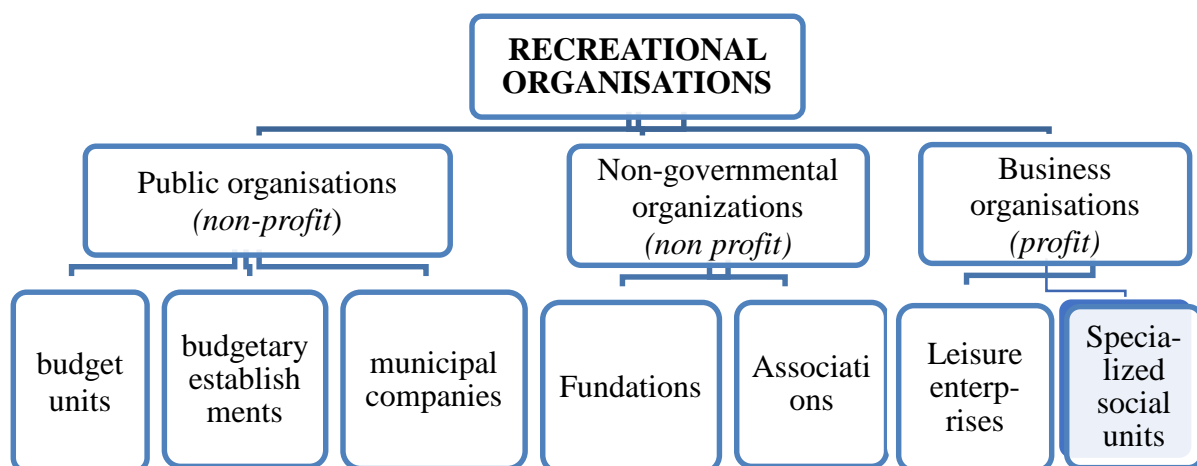 RECREATIONAL
ORGANISATIONS
Public organisations
(non-profit)
Non-governmental
organizations
(non profit)
Business
organisations
(profit)
budget
units
budgetary
establish
ments
municipal
companies
Fundations
Associati
ons
Leisure
enterp-
rises
Specia-
lized
social
units